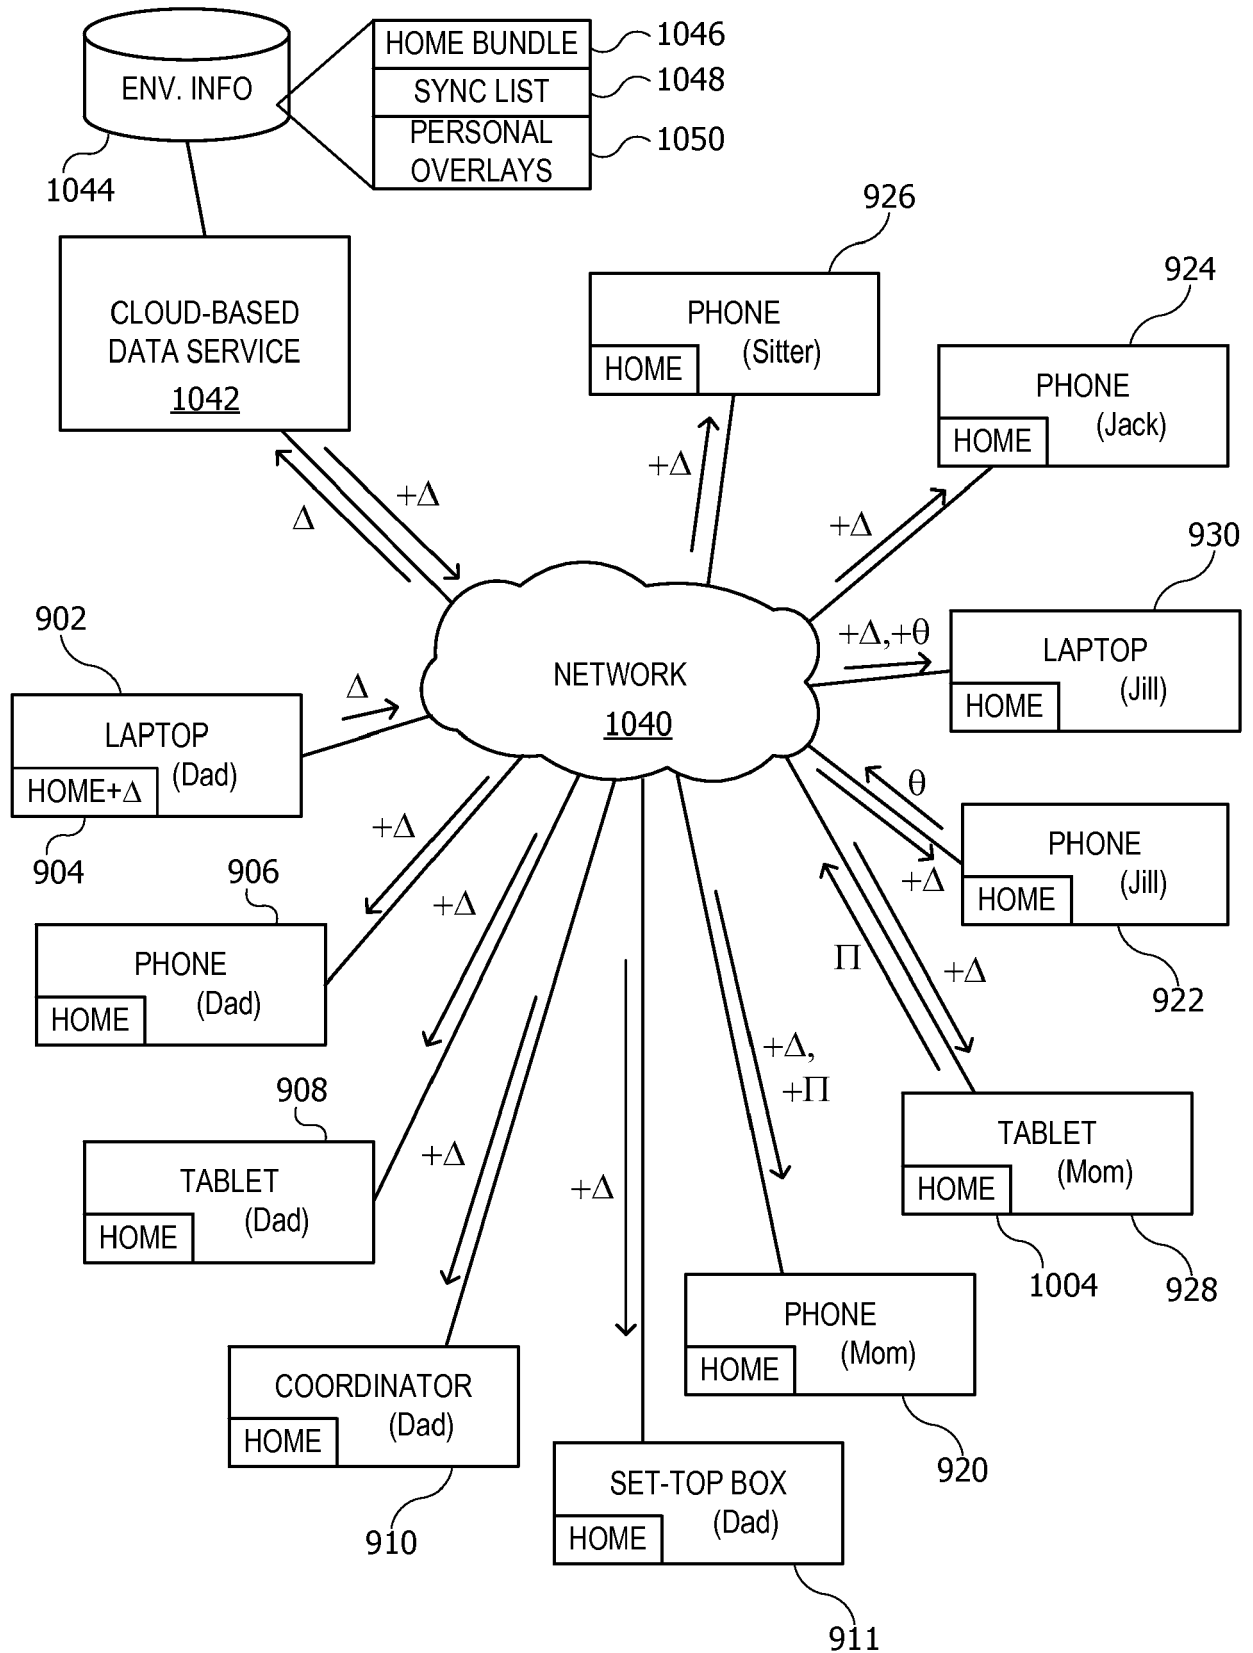 HOME BUNDLE
1046
ENV. INFO
SYNC LIST
1048
PERSONAL
OVERLAYS
1050
1044
CLOUD-BASED
DATA SERVICE
1042
926
PHONE
(Sitter)
HOME
924
PHONE
(Jack)
HOME
+Δ
Δ
+Δ
+Δ
930
LAPTOP
(Jill)
HOME
+Δ,+θ
902
LAPTOP
(Dad)
HOME+Δ
904
Δ
NETWORK
1040
θ
+Δ
PHONE
(Jill)
HOME
922
+Δ
906
PHONE
(Dad)
HOME
+Δ
Π
+Δ
908
TABLET
(Dad)
HOME
+Δ
+Δ
+Δ,
+Π
TABLET
(Mom)
HOME
1004
928
PHONE
(Mom)
HOME
920
COORDINATOR
(Dad)
HOME
910
SET-TOP BOX
(Dad)
HOME
911